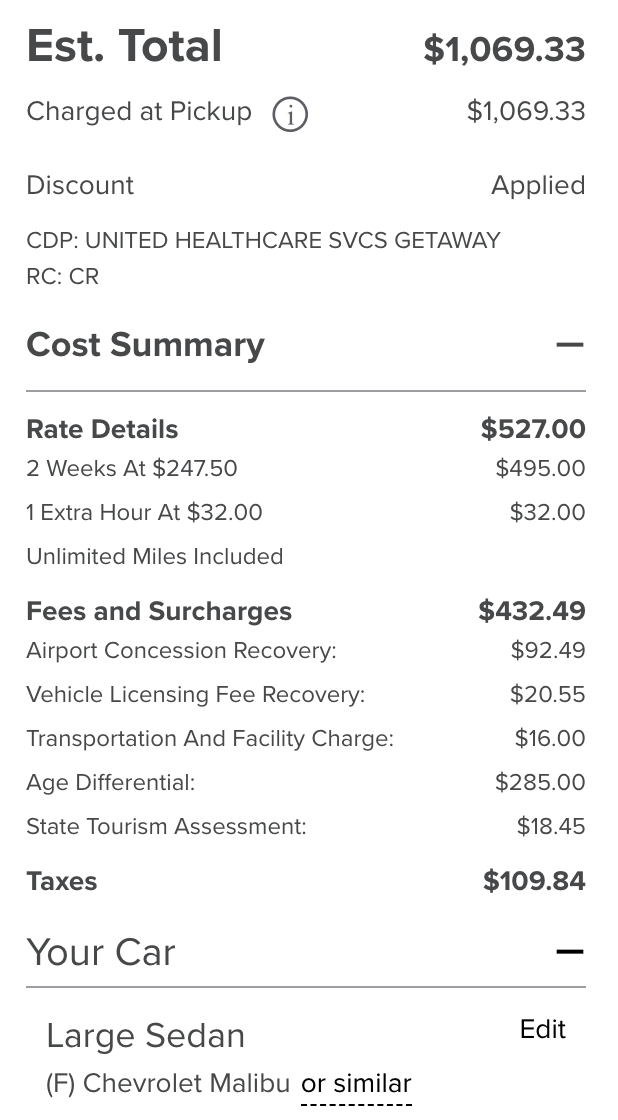 Est. Total $1,069.33
Charged at Pickup i $1,069.33
Discount Applied
CDP: UNITED HEALTHCARE SVCS GETAWAY
RC: CR
Cost Summary —
Rate Details $527.00
2 Weeks At $247.50 $495.00
1 Extra Hour At $32.00 $32.00
Unlimited Miles Included
Fees and Surcharges $432.49
Airport Concession Recovery: $92.49
Vehicle Licensing Fee Recovery: $20.55
Transportation And Facility Charge: $16.00
Age Differential: $285.00
State Tourism Assessment: $18.45
Taxes $109.84
Your Car —
Large Sedan Edit
(F) Chevrolet Malibu or similar